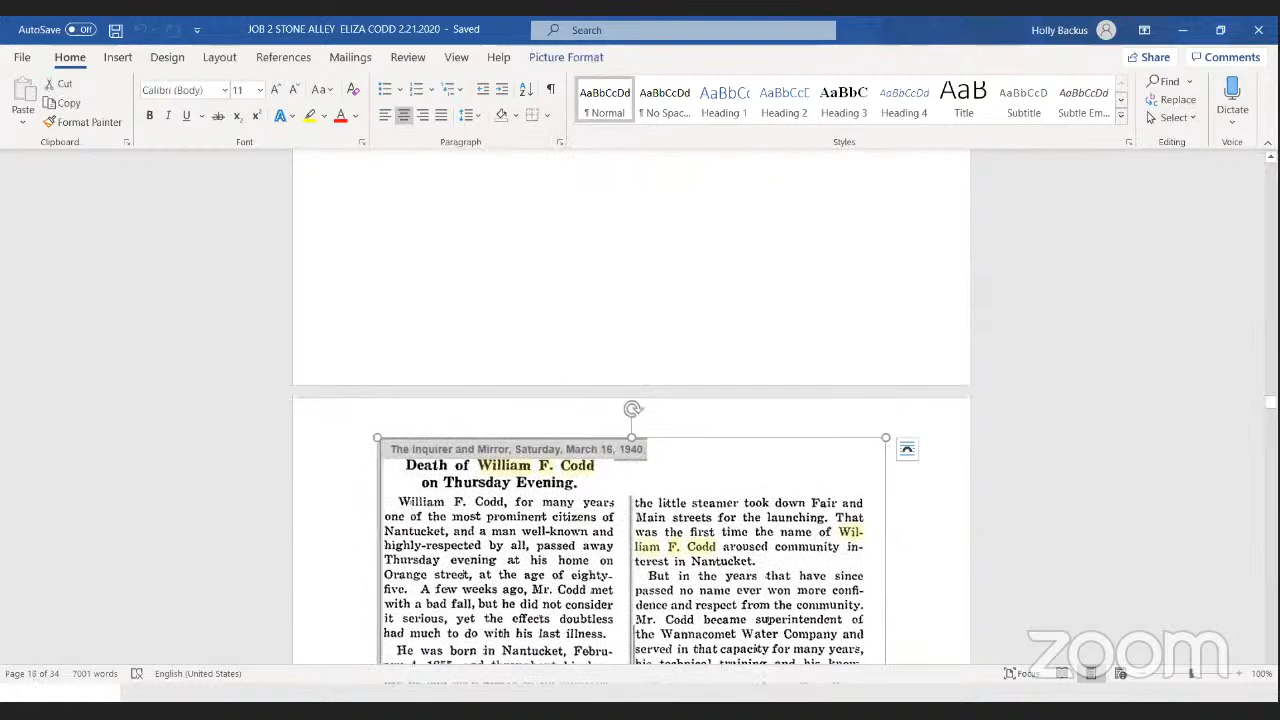 AutoSave Off
JOB 2 STONE ALLEY ELIZA CODD 2.21.2020 - Saved
Search
Holly Backus
File Home Insert Design Layout References Mailings Review View Help Picture Format
Share Comments
Paste
Cut
Copy
Format Painter
Calibri (Body) 11
AaBbCcDd
¶ Normal
AaBbCcDd
¶ No Spac...
AaBbCc
Heading 1
AaBbCcD
Heading 2
AaBbC
Heading 3
AaBbCcDd
Heading 4
AaB
Title
AaBbCcD
Subtitle
AaBbCcDd
Subtle Em...
Find
Replace
Select
Dictate
Clipboard
Font
Paragraph
Styles
Editing
Voice
The Inquirer and Mirror, Saturday, March 16, 1940
Death of William F. Codd
on Thursday Evening.
William F. Codd, for many years
one of the most prominent citizens of
Nantucket, and a man well-known and
highly-respected by all, passed away
Thursday evening at his home on
Orange street, at the age of eighty-
five. A few weeks ago, Mr. Codd met
with a bad fall, but he did not consider
it serious, yet the effects doubtless
had much to do with his last illness.
He was born in Nantucket, Febru-
the little steamer took down Fair and
Main streets for the launching. That
was the first time the name of Wil-
liam F. Codd aroused community in-
terest in Nantucket.
But in the years that have since
passed no name ever won more confi-
dence and respect from the community.
Mr. Codd became superintendent of
the Wannacomet Water Company and
served in that capacity for many years,
his technical training and his know-
zoom
Page 18 of 34 7001 words English (United States)
Focus
100%